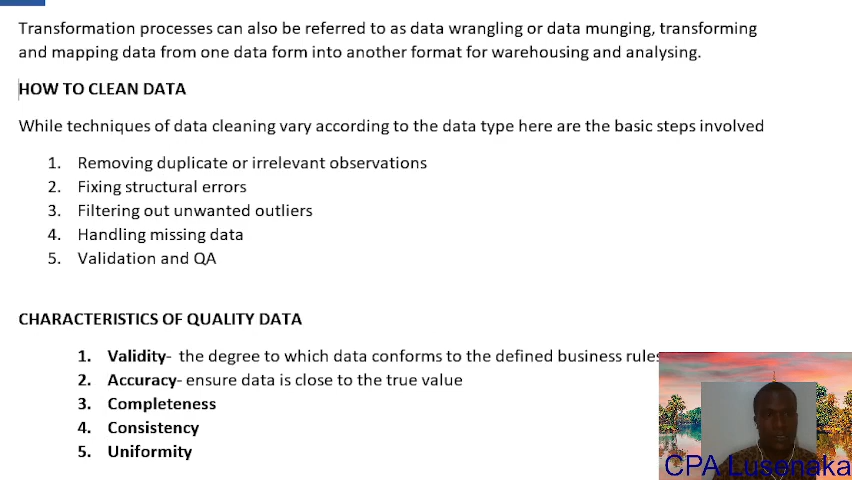 Transformation processes can also be referred to as data wrangling or data munging, transforming
and mapping data from one data form into another format for warehousing and analysing.
HOW TO CLEAN DATA
While techniques of data cleaning vary according to the data type here are the basic steps involved
1. Removing duplicate or irrelevant observations
2. Fixing structural errors
3. Filtering out unwanted outliers
4. Handling missing data
5. Validation and QA
CHARACTERISTICS OF QUALITY DATA
1. Validity- the degree to which data conforms to the defined business rules
2. Accuracy- ensure data is close to the true value
3. Completeness
4. Consistency
5. Uniformity
CPA Lusenaka